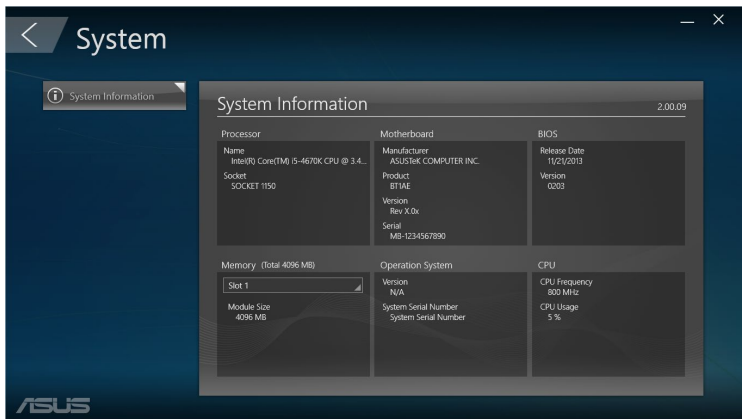 System
System Information
System Information
2.00.09
Processor
Name
Intel(R) Core(TM) i5-4670K CPU @ 3.4...
Socket
SOCKET 1150
Motherboard
Manufacturer
ASUSTeK COMPUTER INC.
Product
BT1AE
Version
Rev X.0x
Serial
MB-1234567890
BIOS
Release Date
11/21/2013
Version
0203
Memory (Total 4096 MB)
Slot 1
Module Size
4096 MB
Operation System
Version
N/A
System Serial Number
System Serial Number
CPU
CPU Frequency
800 MHz
CPU Usage
5 %
ASUS